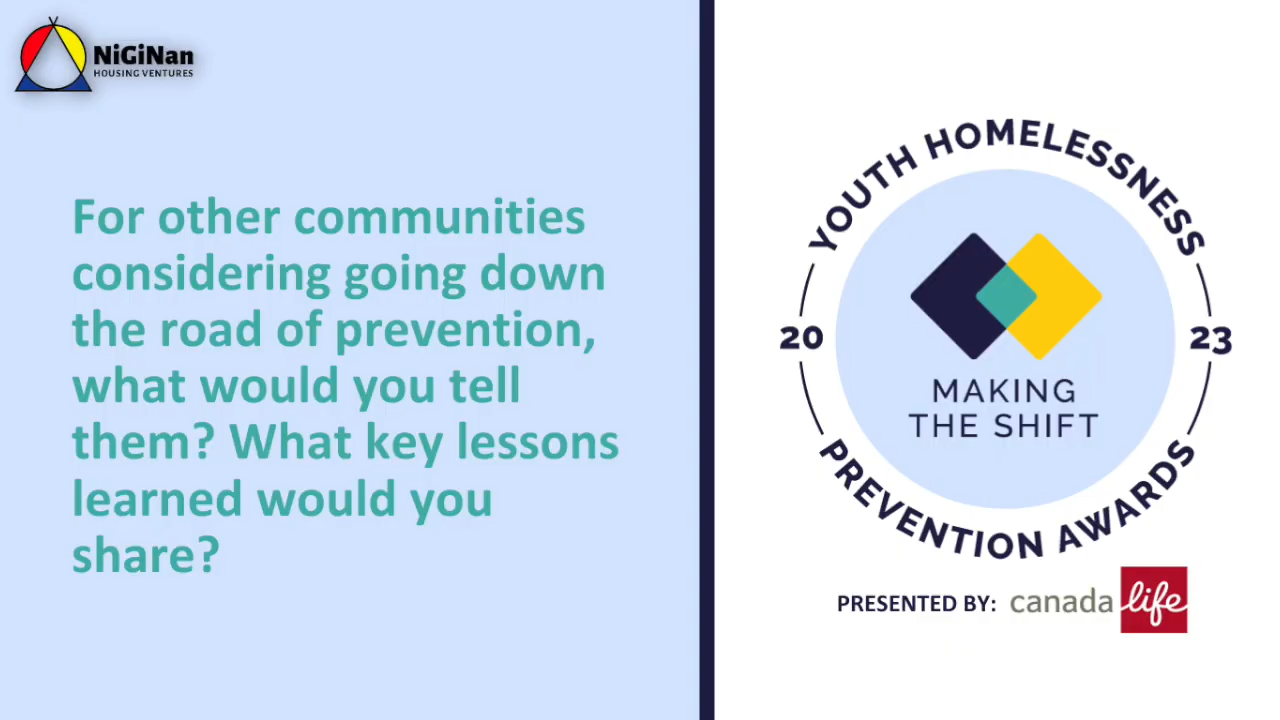 NiGiNan
HOUSING VENTURES
For other communities
considering going down
the road of prevention,
what would you tell
them? What key lessons
learned would you
share?
YOUTH HOMELESSNESS
20
23
MAKING
THE SHIFT
PREVENTION AWARDS
PRESENTED BY: canada life